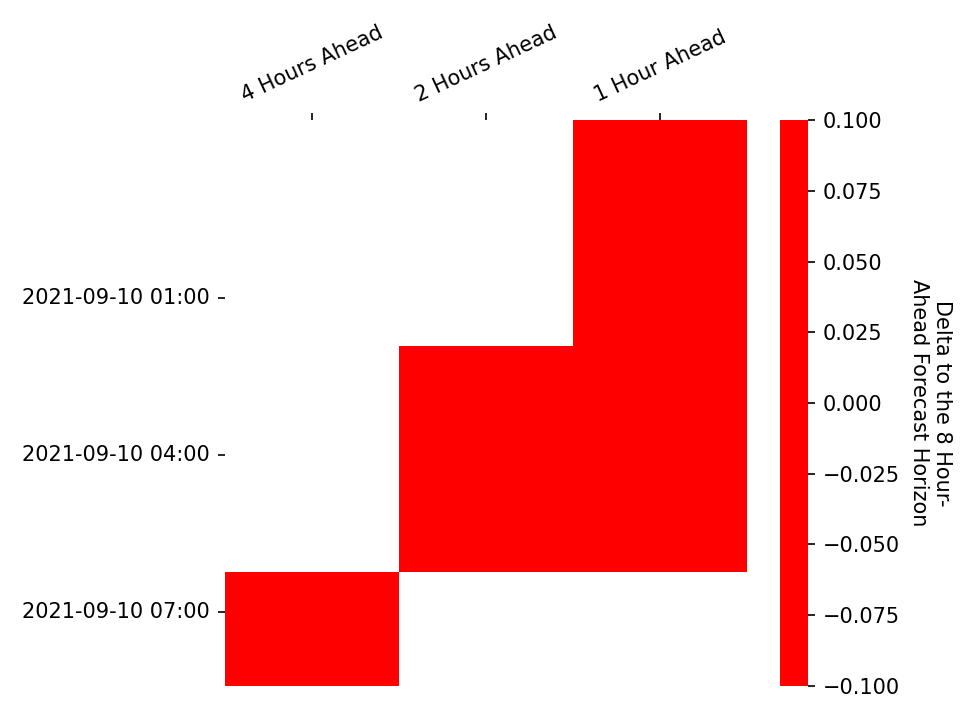 4 Hours Ahead
2 Hours Ahead
1 Hour Ahead
2021-09-10 01:00
2021-09-10 04:00
2021-09-10 07:00
0.100
0.075
0.050
0.025
0.000
−0.025
−0.050
−0.075
−0.100
Delta to the 8 Hour-
Ahead Forecast Horizon